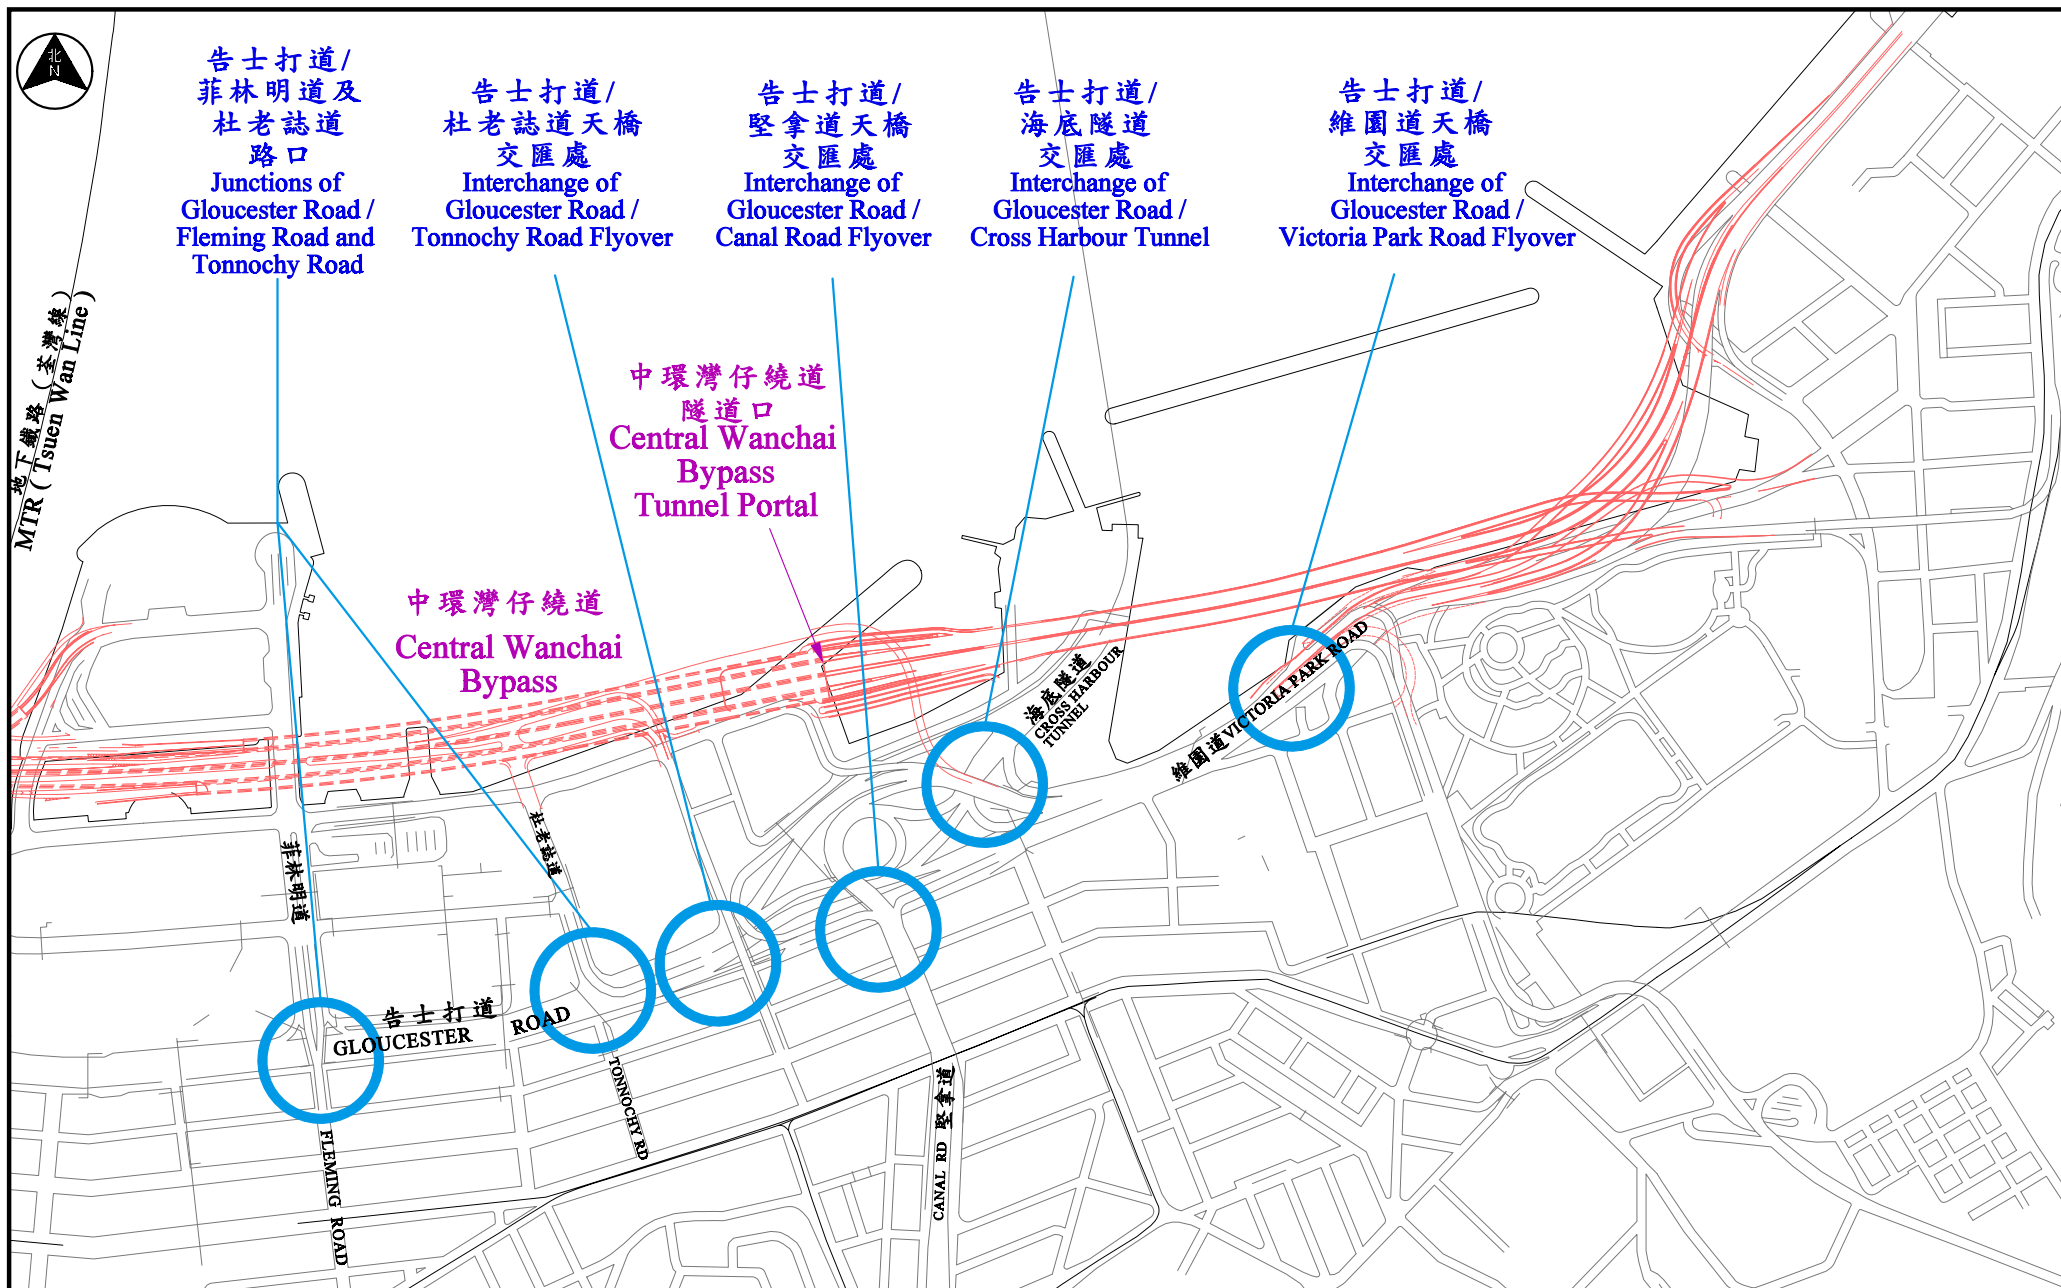 北
N
告士打道/
菲林明道及
杜老誌道
路口
Junctions of
Gloucester Road /
Fleming Road and
Tonnochy Road
告士打道/
杜老誌道天橋
交匯處
Interchange of
Gloucester Road /
Tonnochy Road Flyover
告士打道/
堅拿道天橋
交匯處
Interchange of
Gloucester Road /
Canal Road Flyover
告士打道/
海底隧道
交匯處
Interchange of
Gloucester Road /
Cross Harbour Tunnel
告士打道/
維園道天橋
交匯處
Interchange of
Gloucester Road /
Victoria Park Road Flyover
地下鐵路（荃灣線）
MTR ( Tsuen Wan Line )
中環灣仔繞道
隧道口
Central Wanchai
Bypass
Tunnel Portal
中環灣仔繞道
Central Wanchai
Bypass
海底隧道
CROSS HARBOUR
TUNNEL
維園道VICTORIA PARK ROAD
杜老誌道
菲林明道
告士打道
GLOUCESTER ROAD
TONNOCHY RD
FLEMING ROAD
CANAL RD 堅拿道